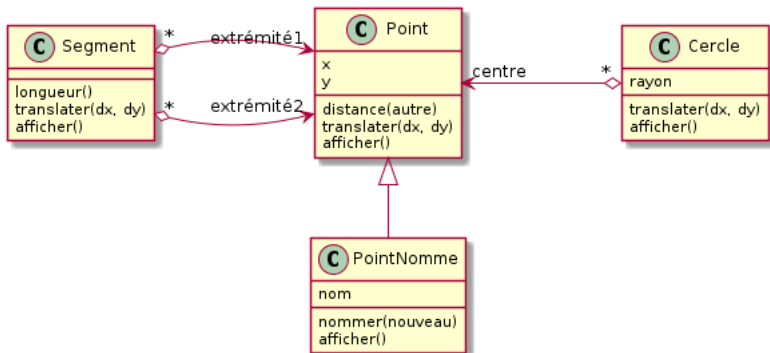 C Segment
longueur()
translater(dx, dy)
afficher()
* extrémité1
* extrémité2
C Point
x
y
distance(autre)
translater(dx, dy)
afficher()
centre *
C Cercle
rayon
translater(dx, dy)
afficher()
C PointNomme
nom
nommer(nouveau)
afficher()